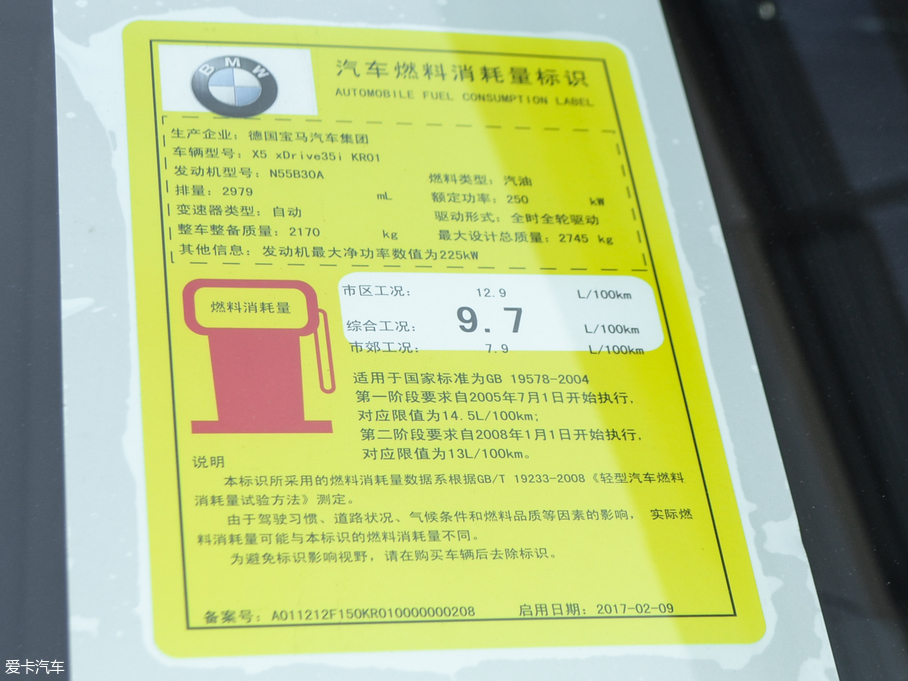 BMW
汽车燃料消耗量标识
AUTOMOBILE FUEL CONSUMPTION LABEL
生产企业：德国宝马汽车集团
车辆型号：X5 xDrive35i KR01
发动机型号：N55B30A
燃料类型：汽油
排量：2979 mL
额定功率：250 kW
变速器类型：自动
驱动形式：全时全轮驱动
整车整备质量：2170 kg
最大设计总质量：2745 kg
其他信息：发动机最大净功率数值为225kW
燃料消耗量
市区工况： 12.9 L/100km
综合工况： 9.7 L/100km
市郊工况： 7.9 L/100km
适用于国家标准为GB 19578-2004
第一阶段要求自2005年7月1日开始执行，
对应限值为14.5L/100km；
第二阶段要求自2008年1月1日开始执行，
对应限值为13L/100km。
说明
本标识所采用的燃料消耗量数据系根据GB/T 19233-2008《轻型汽车燃料
消耗量试验方法》测定。
由于驾驶习惯、道路状况、气候条件和燃料品质等因素的影响， 实际燃
料消耗量可能与本标识的燃料消耗量不同。
为避免标识影响视野，请在购买车辆后去除标识。
备案号：A011212F150KR010000000208 启用日期：2017-02-09
爱卡汽车